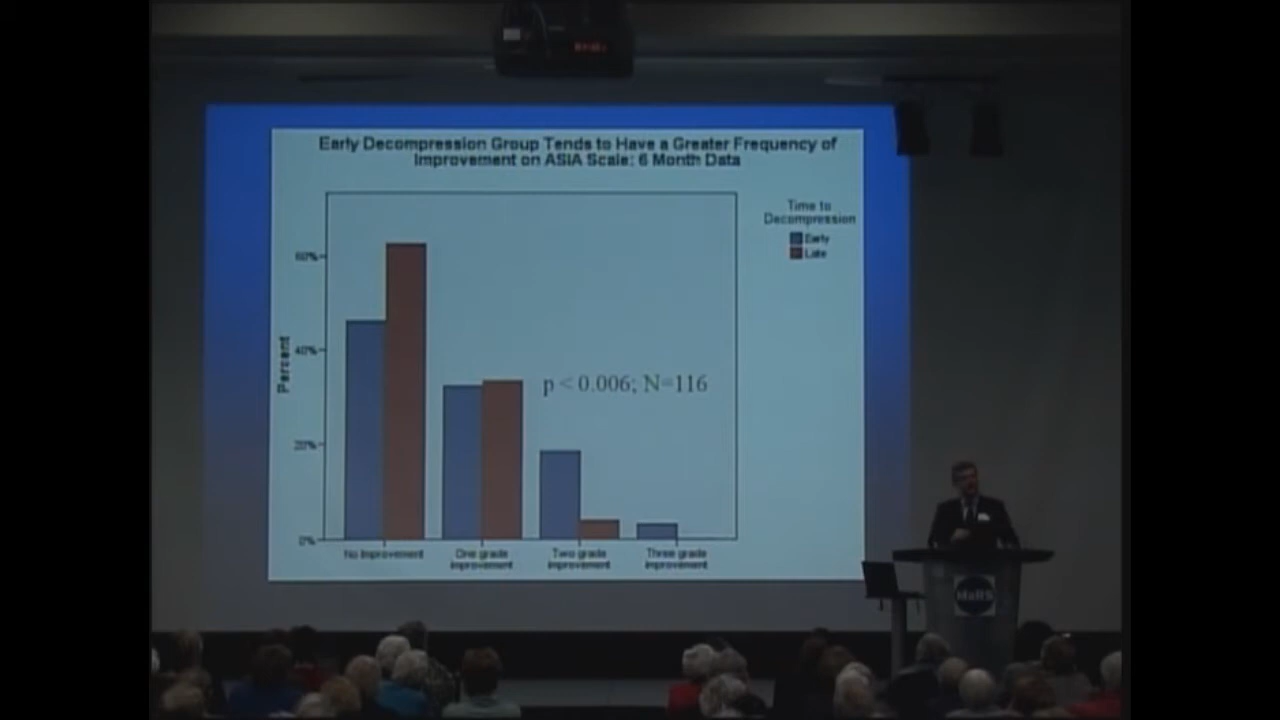 Early Decompression Group Tends to Have a Greater Frequency of
Improvement on ASIA Scale: 6 Month Data
Time to
Decompression
Early
Late
60%
40%
20%
0%
Percent
p < 0.006; N=116
No Improvement
One grade
improvement
Two grade
improvement
Three grade
improvement
MaRS